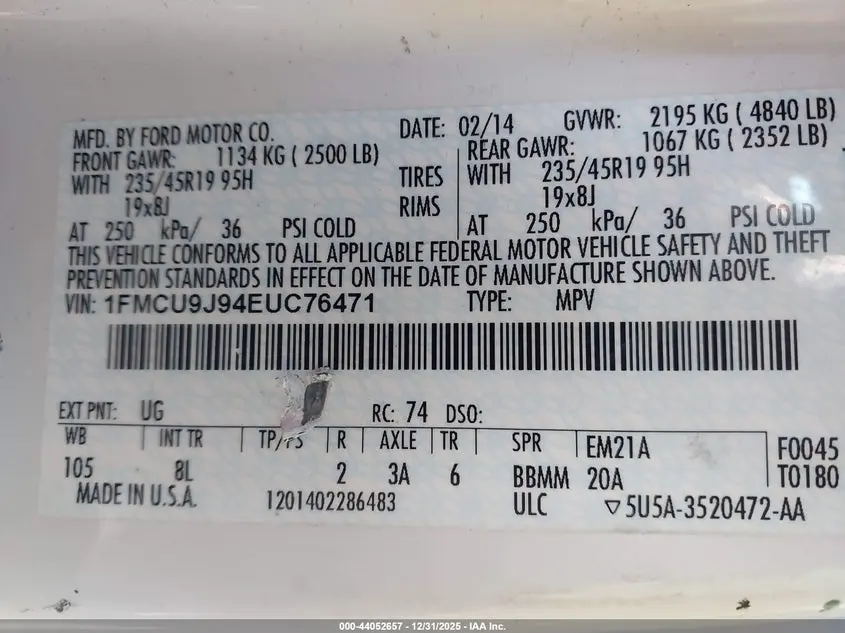 MFD. BY FORD MOTOR CO. DATE: 02/14 GVWR: 2195 KG ( 4840 LB)
FRONT GAWR: 1134 KG ( 2500 LB) REAR GAWR: 1067 KG ( 2352 LB)
WITH 235/45R19 95H TIRES WITH 235/45R19 95H
19x8J RIMS 19x8J
AT 250 kPa/ 36 PSI COLD AT 250 kPa/ 36 PSI COLD
THIS VEHICLE CONFORMS TO ALL APPLICABLE FEDERAL MOTOR VEHICLE SAFETY AND THEFT
PREVENTION STANDARDS IN EFFECT ON THE DATE OF MANUFACTURE SHOWN ABOVE.
VIN: 1FMCU9J94EUC76471 TYPE: MPV
EXT PNT: UG RC: 74 DSO:
WB INT TR TP/PS R AXLE TR SPR EM21A F0045
105 8L 2 3A 6 BBMM 20A T0180
MADE IN U.S.A. 1201402286483 ULC ▽5U5A-3520472-AA
000-44052657 - 12/31/2025 - IAA Inc.